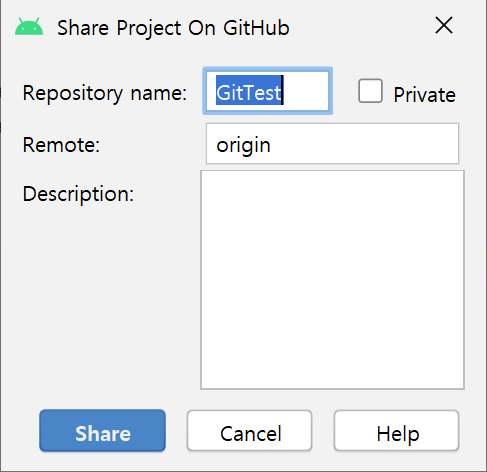 Share Project On GitHub
Repository name: GitTest Private
Remote: origin
Description:
Share Cancel Help